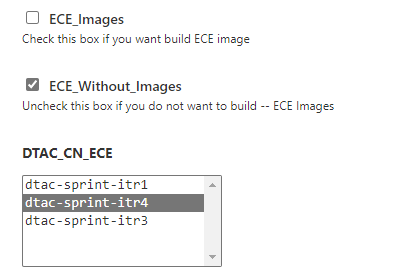 ECE_Images
Check this box if you want build ECE image
ECE_Without_Images
Uncheck this box if you do not want to build -- ECE Images
DTAC_CN_ECE
dtac-sprint-itr1
dtac-sprint-itr4
dtac-sprint-itr3